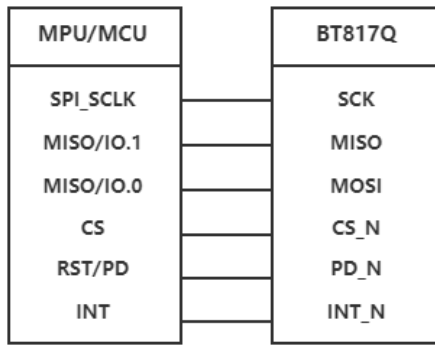 MPU/MCU BT817Q
SPI_SCLK SCK
MISO/IO.1 MISO
MISO/IO.0 MOSI
CS CS_N
RST/PD PD_N
INT INT_N